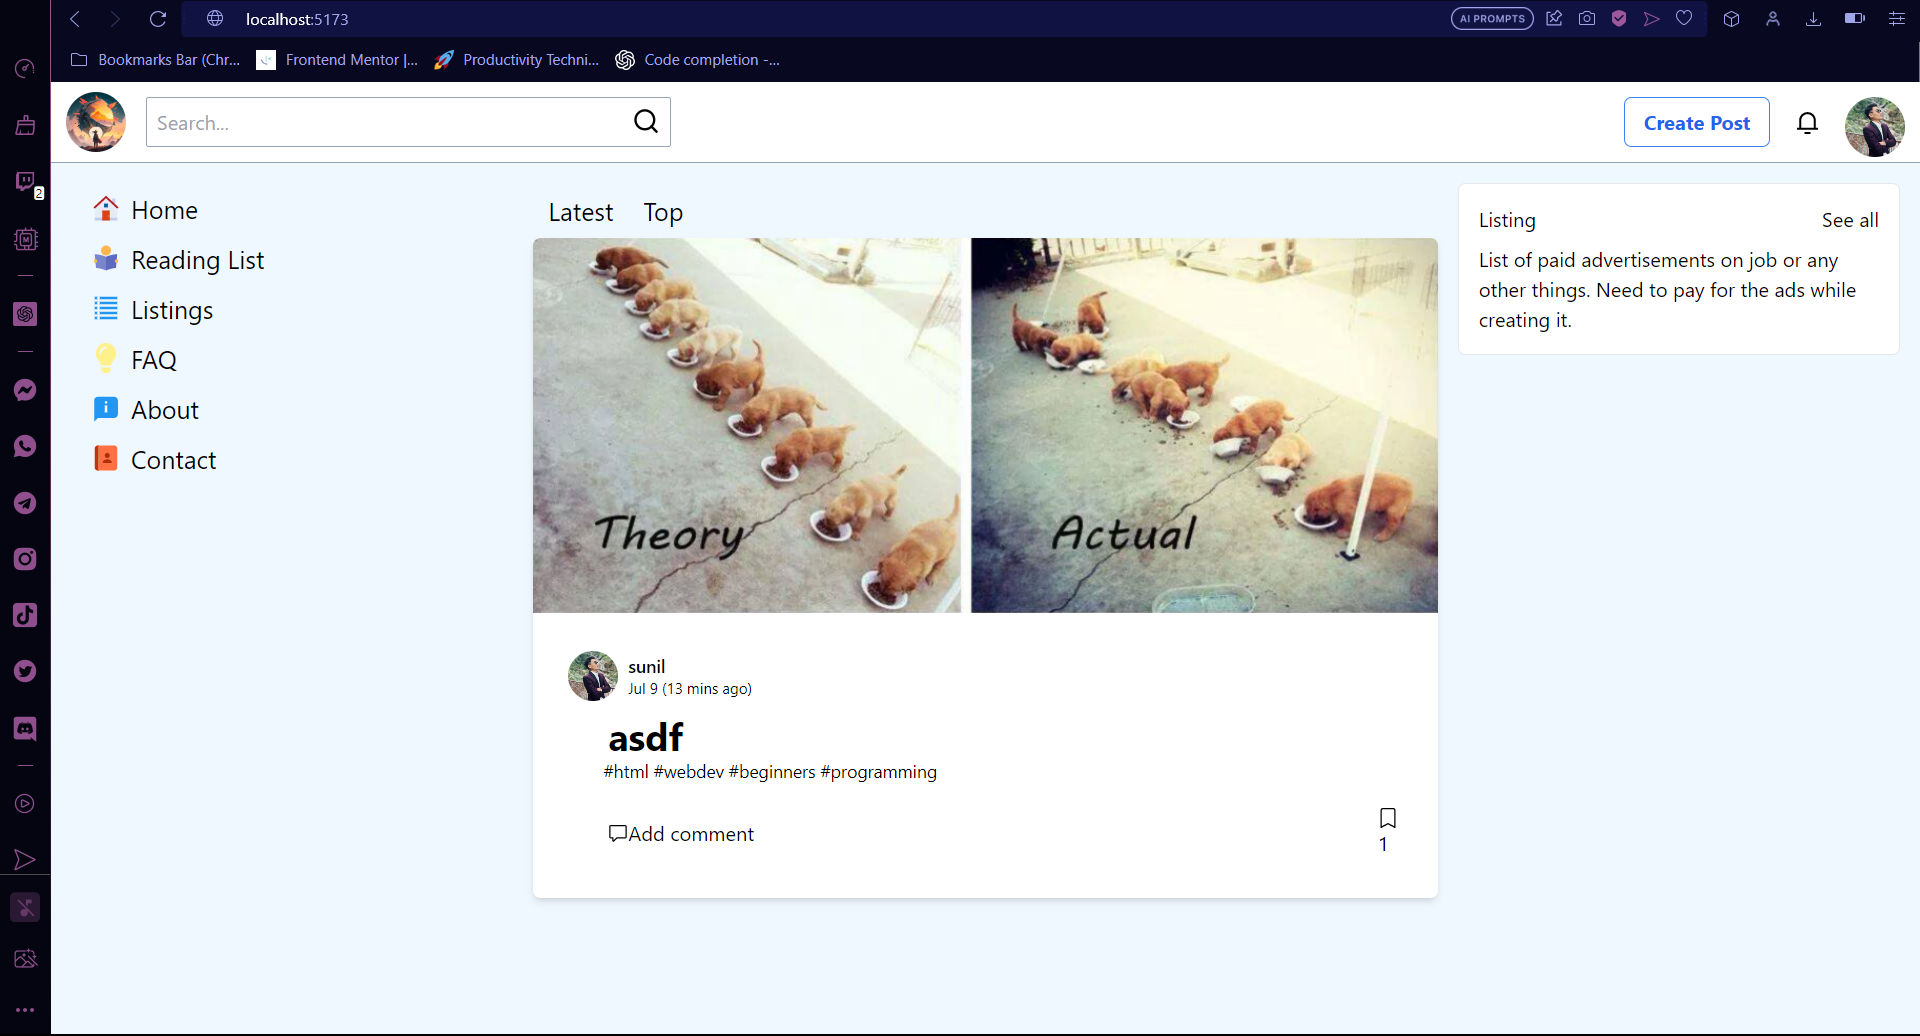 localhost:5173
AI PROMPTS
Bookmarks Bar (Chr...
Frontend Mentor |...
Productivity Techni...
Code completion -...
2
Search...
Create Post
Home
Reading List
Listings
FAQ
About
Contact
Latest Top
Theory
Actual
sunil
Jul 9 (13 mins ago)
asdf
#html #webdev #beginners #programming
Add comment
1
Listing See all
List of paid advertisements on job or any
other things. Need to pay for the ads while
creating it.